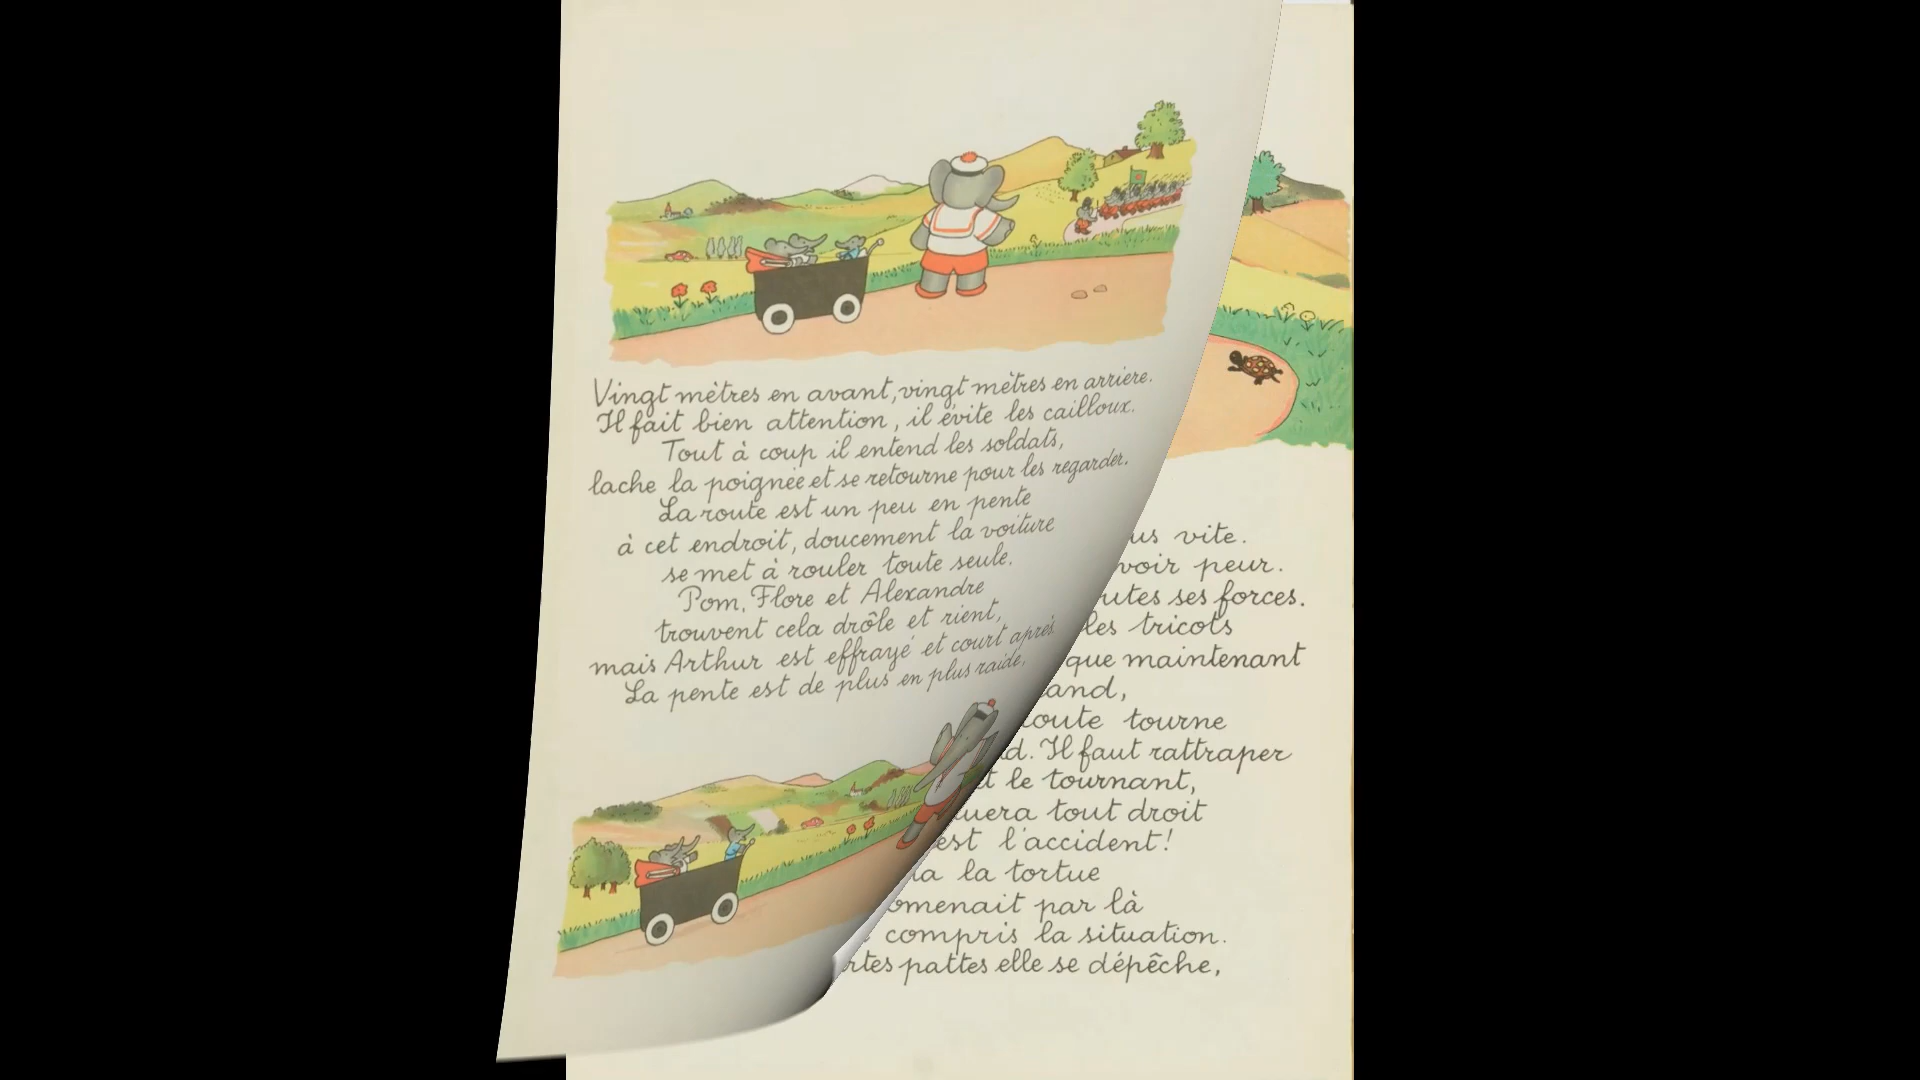 Vingt mètres en avant, vingt mètres en arriere.
Il fait bien attention, il évite les cailloux.
Tout à coup il entend les soldats,
lache la poignée et se retourne pour les regarder.
La route est un peu en pente
à cet endroit, doucement la voiture
se met à rouler toute seule.
Pom, Flore et Alexandre
trouvent cela drôle et rient,
mais Arthur est effrayé et court après
La pente est de plus en plus raide.
us vite.
voir peur.
utes ses forces.
les tricots
que maintenant
and,
route tourne
d. Il faut rattraper
t le tournant,
uera tout droit
est l'accident!
la tortue
omenait par là
compris la situation.
rtes pattes elle se dépêche,